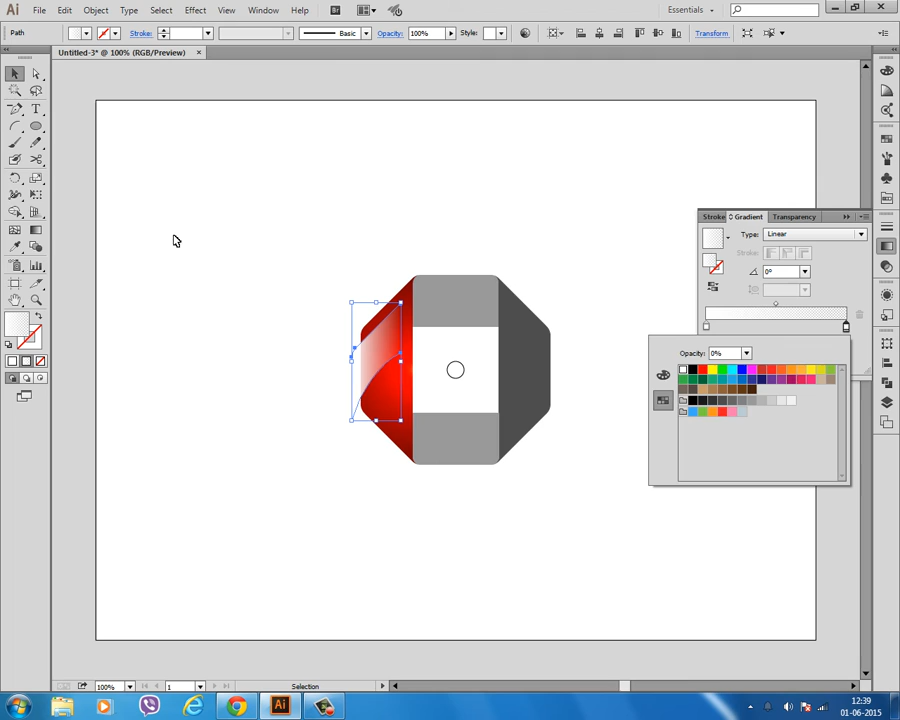 Ai File Edit Object Type Select Effect View Window Help Br Essentials
Path Stroke: Basic Opacity: 100% Style: Transform
Untitled-3* @ 100% (RGB/Preview) ×
Stroke Gradient Transparency
Type: Linear
Stroke:
0°
Opacity: 0%
T
100% 1 Selection
Ai
12:39
01-06-2015